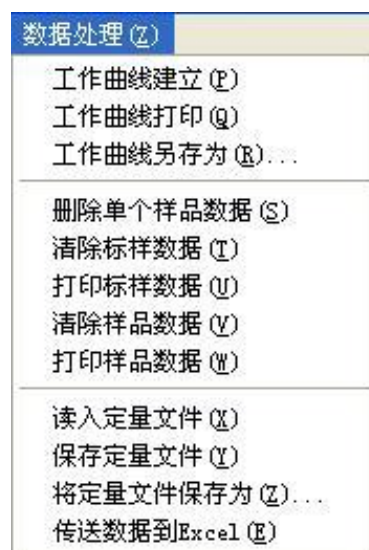 数据处理(Z)
工作曲线建立(P)
工作曲线打印(Q)
工作曲线另存为(R)...
删除单个样品数据(S)
清除标样数据(T)
打印标样数据(U)
清除样品数据(V)
打印样品数据(W)
读入定量文件(X)
保存定量文件(Y)
将定量文件保存为(Z)...
传送数据到Excel(E)